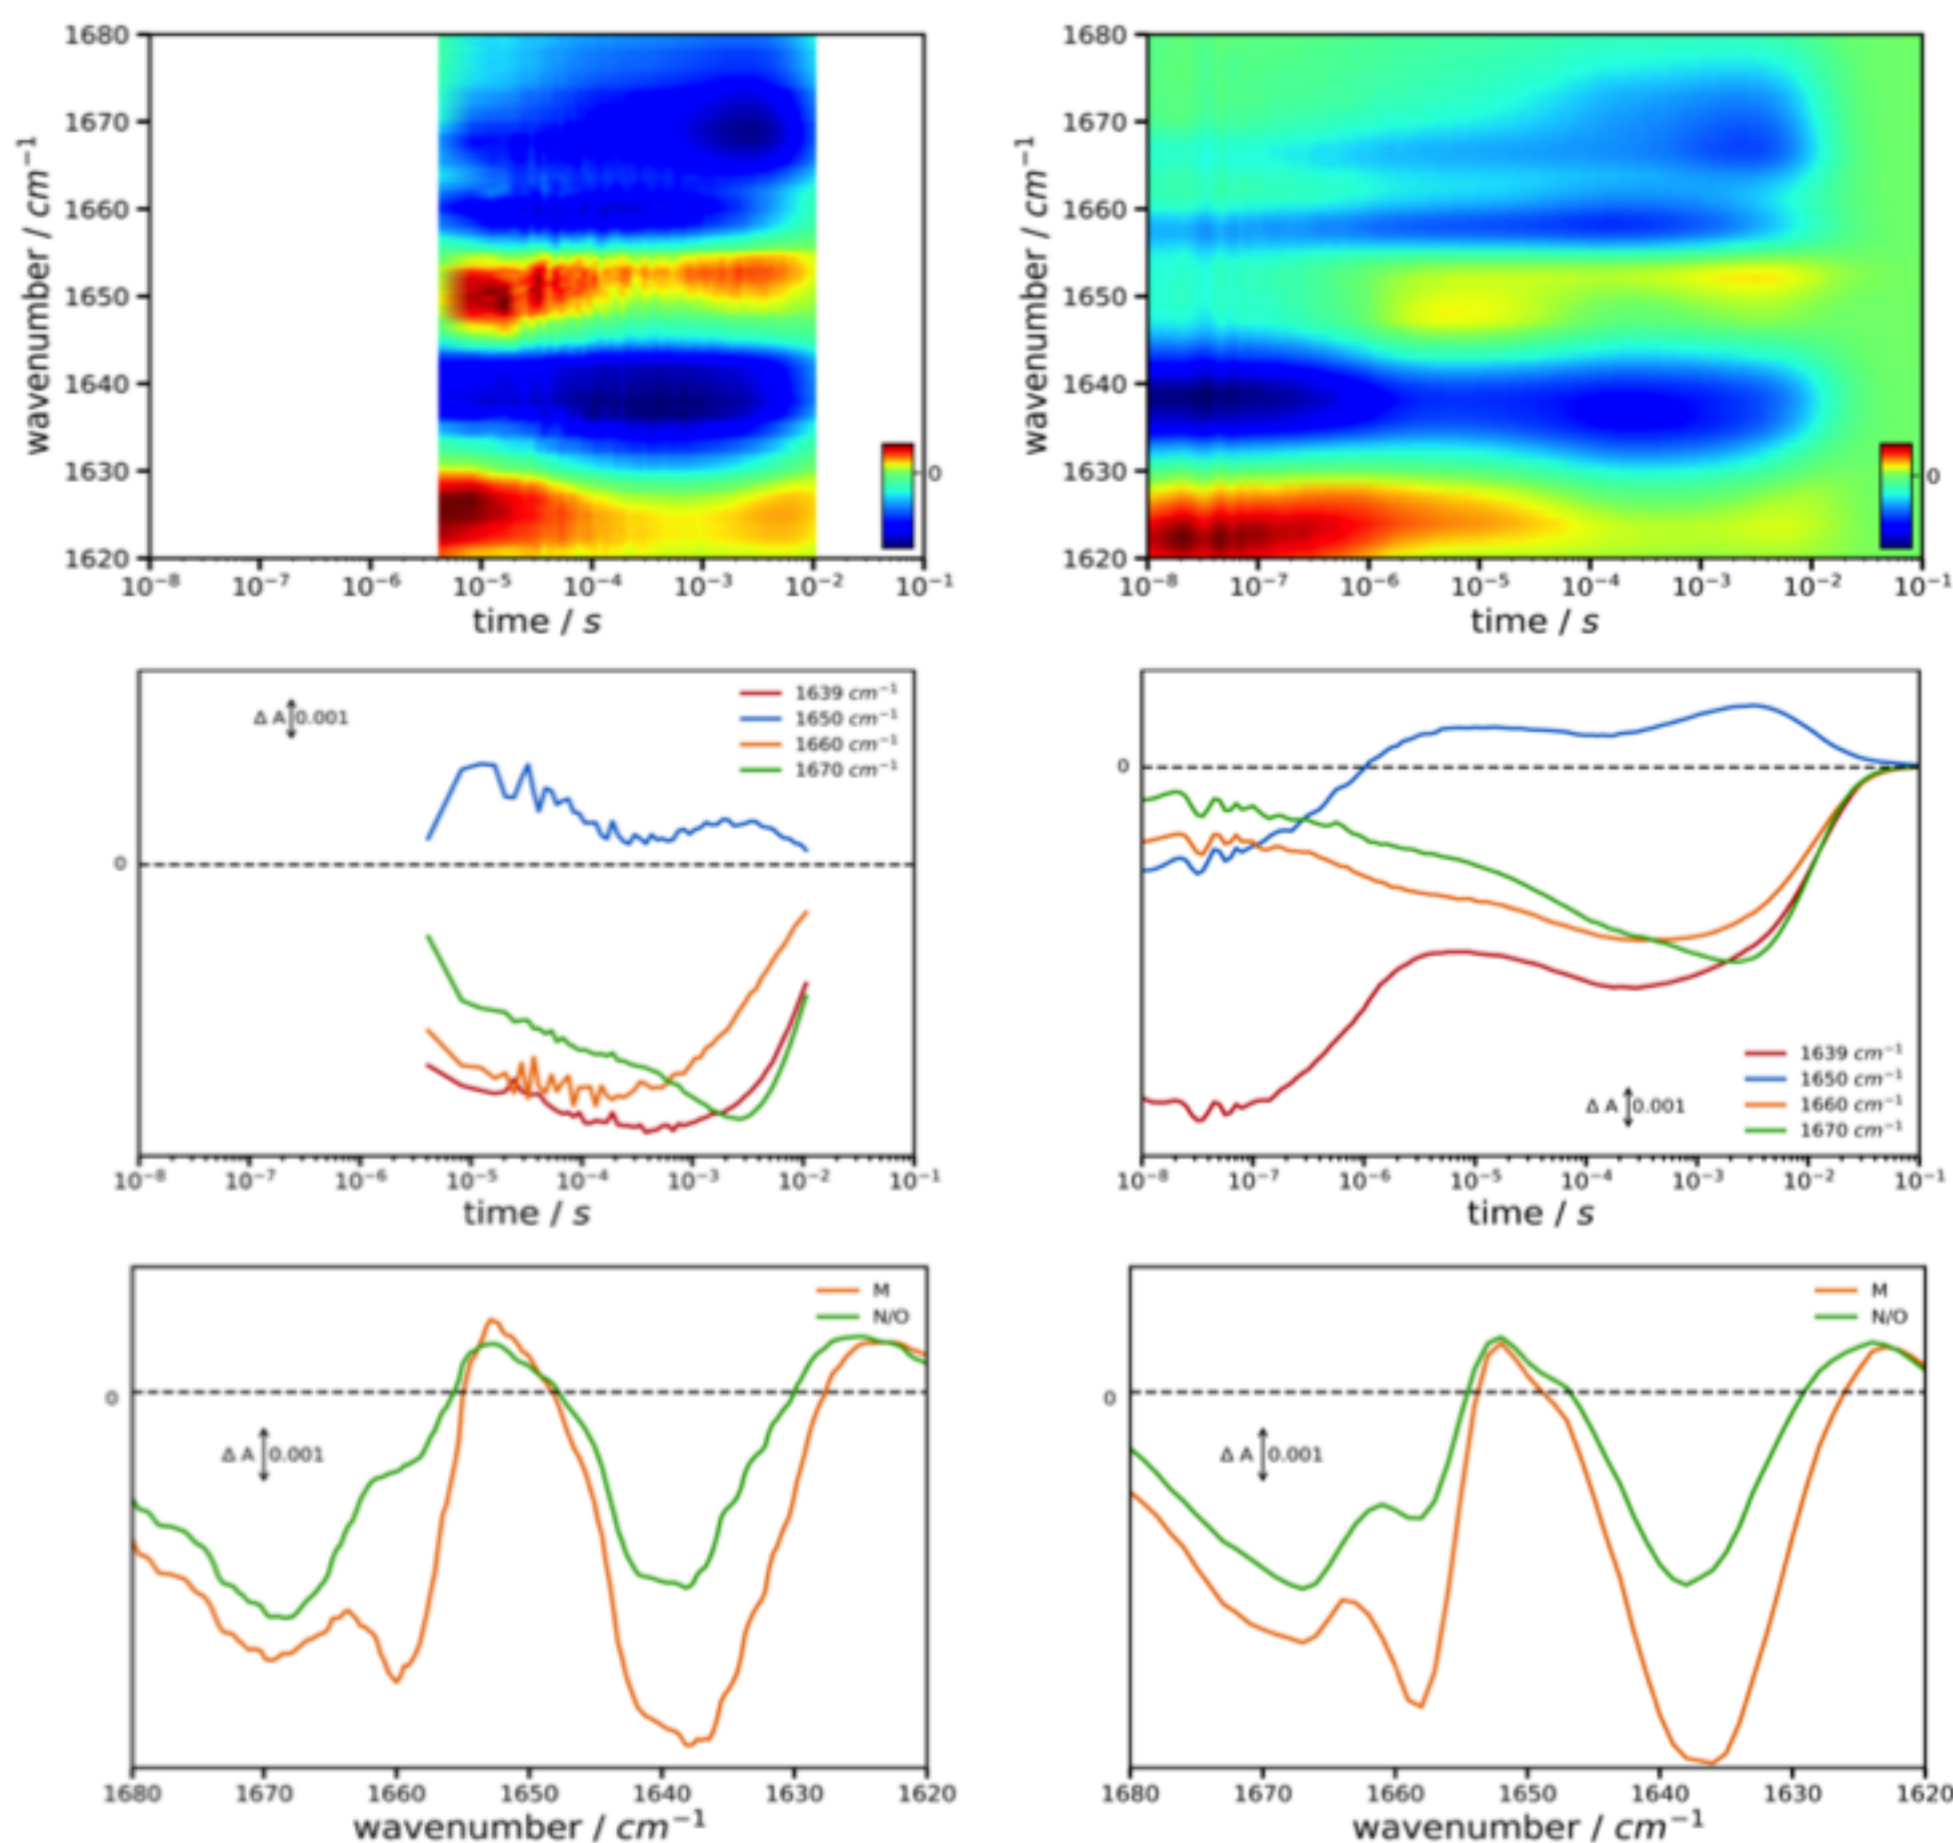 1680
1670
1660
1650
1640
1630
1620
wavenumber / cm⁻¹
0
10⁻⁸ 10⁻⁷ 10⁻⁶ 10⁻⁵ 10⁻⁴ 10⁻³ 10⁻² 10⁻¹
time / s
1680
1670
1660
1650
1640
1630
1620
wavenumber / cm⁻¹
0
10⁻⁸ 10⁻⁷ 10⁻⁶ 10⁻⁵ 10⁻⁴ 10⁻³ 10⁻² 10⁻¹
time / s
Δ A 0.001
1639 cm⁻¹
1650 cm⁻¹
1660 cm⁻¹
1670 cm⁻¹
0
10⁻⁸ 10⁻⁷ 10⁻⁶ 10⁻⁵ 10⁻⁴ 10⁻³ 10⁻² 10⁻¹
time / s
0
1639 cm⁻¹
1650 cm⁻¹
1660 cm⁻¹
1670 cm⁻¹
Δ A 0.001
10⁻⁸ 10⁻⁷ 10⁻⁶ 10⁻⁵ 10⁻⁴ 10⁻³ 10⁻² 10⁻¹
time / s
M
N/O
0
Δ A 0.001
1680 1670 1660 1650 1640 1630 1620
wavenumber / cm⁻¹
M
N/O
0
Δ A 0.001
1680 1670 1660 1650 1640 1630 1620
wavenumber / cm⁻¹